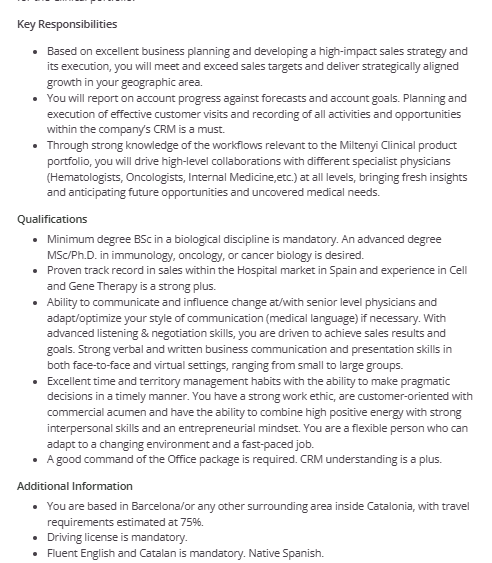 for the Clinical portfolio.
Key Responsibilities
• Based on excellent business planning and developing a high-impact sales strategy and
its execution, you will meet and exceed sales targets and deliver strategically aligned
growth in your geographic area.
• You will report on account progress against forecasts and account goals. Planning and
execution of effective customer visits and recording of all activities and opportunities
within the company's CRM is a must.
• Through strong knowledge of the workflows relevant to the Miltenyi Clinical product
portfolio, you will drive high-level collaborations with different specialist physicians
(Hematologists, Oncologists, Internal Medicine,etc.) at all levels, bringing fresh insights
and anticipating future opportunities and uncovered medical needs.
Qualifications
• Minimum degree BSc in a biological discipline is mandatory. An advanced degree
MSc/Ph.D. in immunology, oncology, or cancer biology is desired.
• Proven track record in sales within the Hospital market in Spain and experience in Cell
and Gene Therapy is a strong plus.
• Ability to communicate and influence change at/with senior level physicians and
adapt/optimize your style of communication (medical language) if necessary. With
advanced listening & negotiation skills, you are driven to achieve sales results and
goals. Strong verbal and written business communication and presentation skills in
both face-to-face and virtual settings, ranging from small to large groups.
• Excellent time and territory management habits with the ability to make pragmatic
decisions in a timely manner. You have a strong work ethic, are customer-oriented with
commercial acumen and have the ability to combine high positive energy with strong
interpersonal skills and an entrepreneurial mindset. You are a flexible person who can
adapt to a changing environment and a fast-paced job.
• A good command of the Office package is required. CRM understanding is a plus.
Additional Information
• You are based in Barcelona/or any other surrounding area inside Catalonia, with travel
requirements estimated at 75%.
• Driving license is mandatory.
• Fluent English and Catalan is mandatory. Native Spanish.